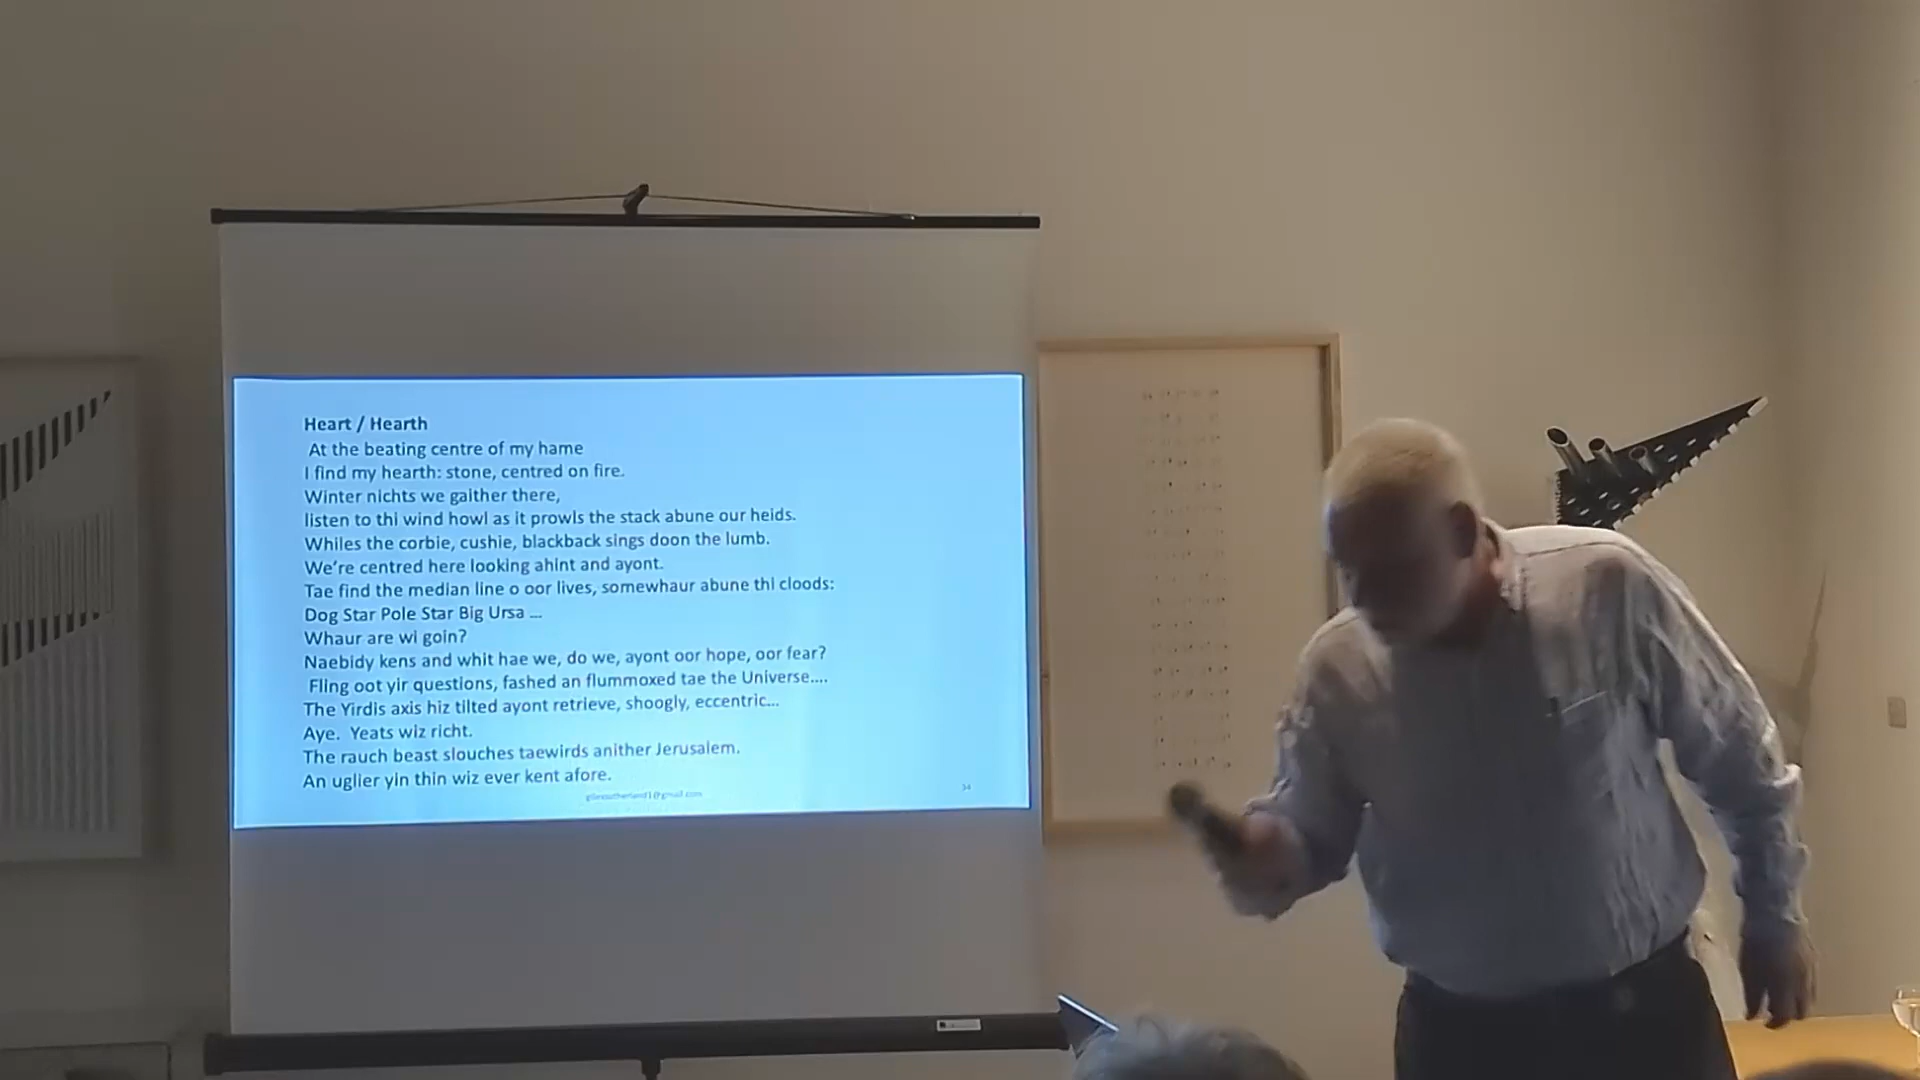 Heart / Hearth
At the beating centre of my hame
I find my hearth: stone, centred on fire.
Winter nichts we gaither there,
listen to thi wind howl as it prowls the stack abune our heids.
Whiles the corbie, cushie, blackback sings doon the lumb.
We're centred here looking ahint and ayont.
Tae find the median line o oor lives, somewhaur abune thi cloods:
Dog Star Pole Star Big Ursa ...
Whaur are wi goin?
Naebidy kens and whit hae we, do we, ayont oor hope, oor fear?
Fling oot yir questions, fashed an flummoxed tae the Universe....
The Yirdis axis hiz tilted ayont retrieve, shoogly, eccentric...
Aye. Yeats wiz richt.
The rauch beast slouches taewirds anither Jerusalem.
An uglier yin thin wiz ever kent afore.
34